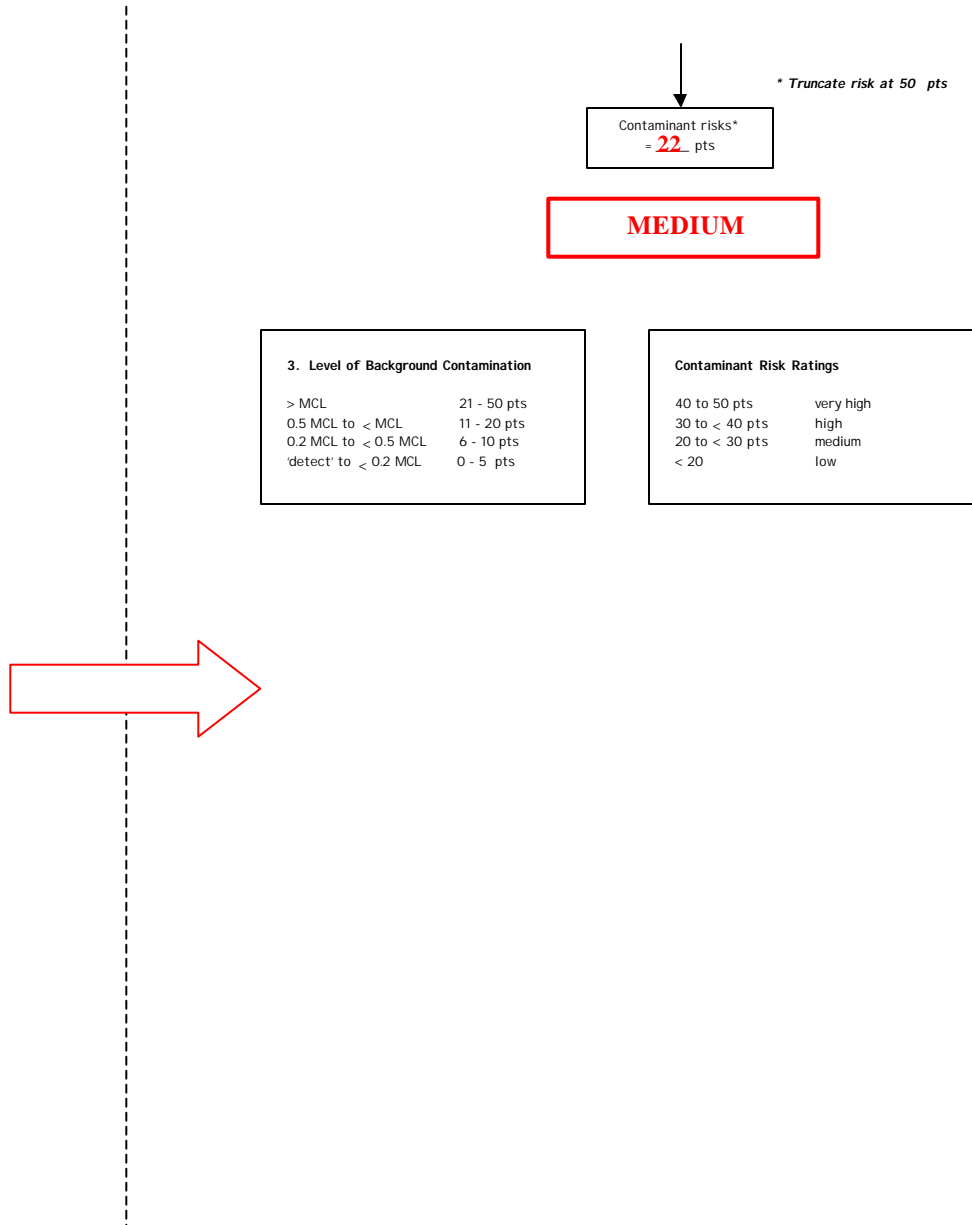 * Truncate risk at 50 pts
Contaminant risks*
= 22 pts
MEDIUM
3. Level of Background Contamination
> MCL 21 - 50 pts
0.5 MCL to < MCL 11 - 20 pts
0.2 MCL to < 0.5 MCL 6 - 10 pts
'detect' to < 0.2 MCL 0 - 5 pts
Contaminant Risk Ratings
40 to 50 pts very high
30 to < 40 pts high
20 to < 30 pts medium
< 20 low